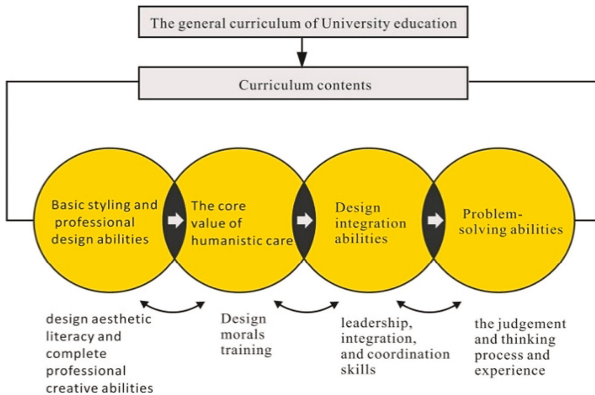 The general curriculum of University education
Curriculum contents
Basic styling and
professional
design abilities
The core
value of
humanistic care
Design
integration
abilities
Problem-
solving abilities
design aesthetic
literacy and
complete
professional
creative abilities
Design
morals
training
leadership,
integration,
and coordination
skills
the judgement
and thinking
process and
experience